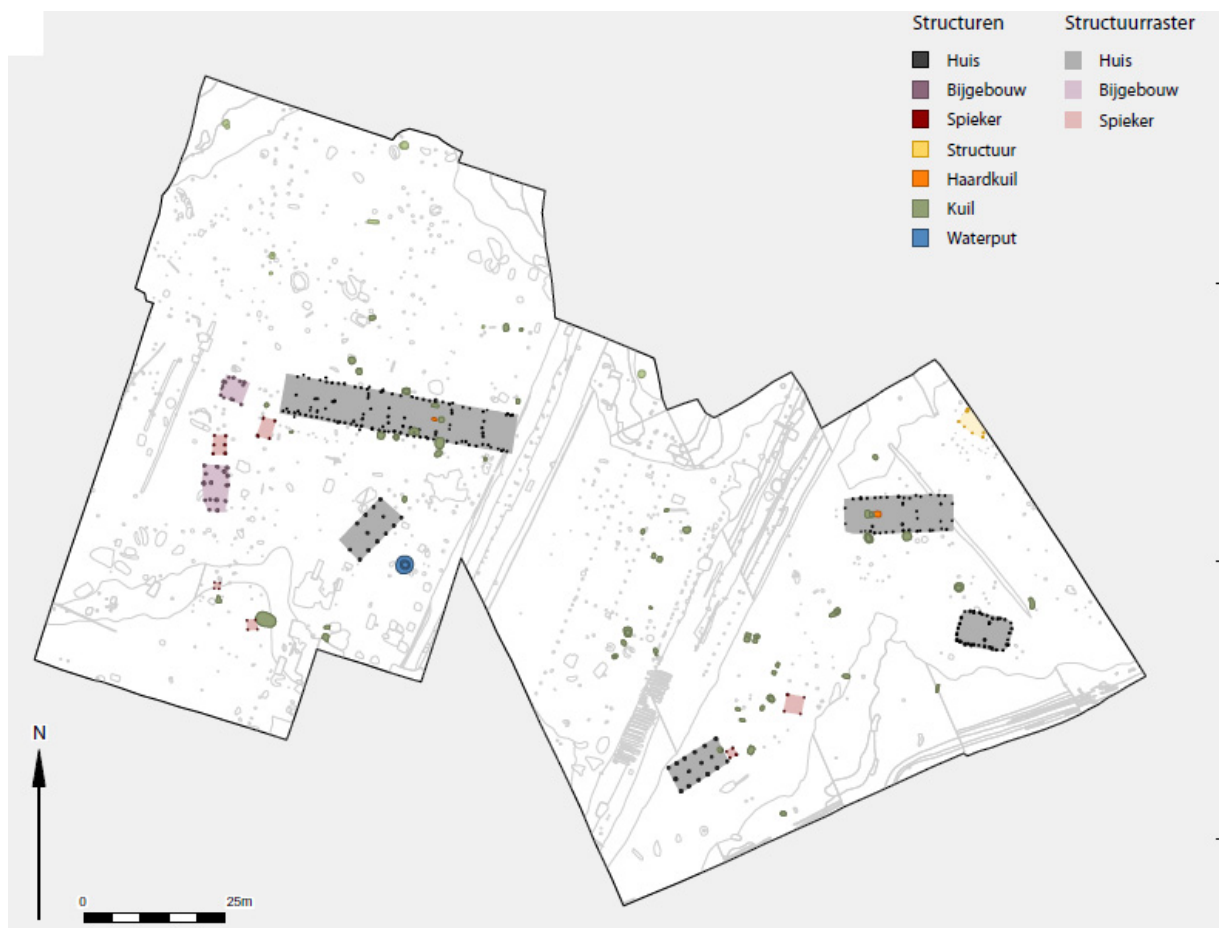 Structuren
Huis
Bijgebouw
Spieker
Structuur
Haardkuil
Kuil
Waterput
Structuurraster
Huis
Bijgebouw
Spieker
N
0 25m